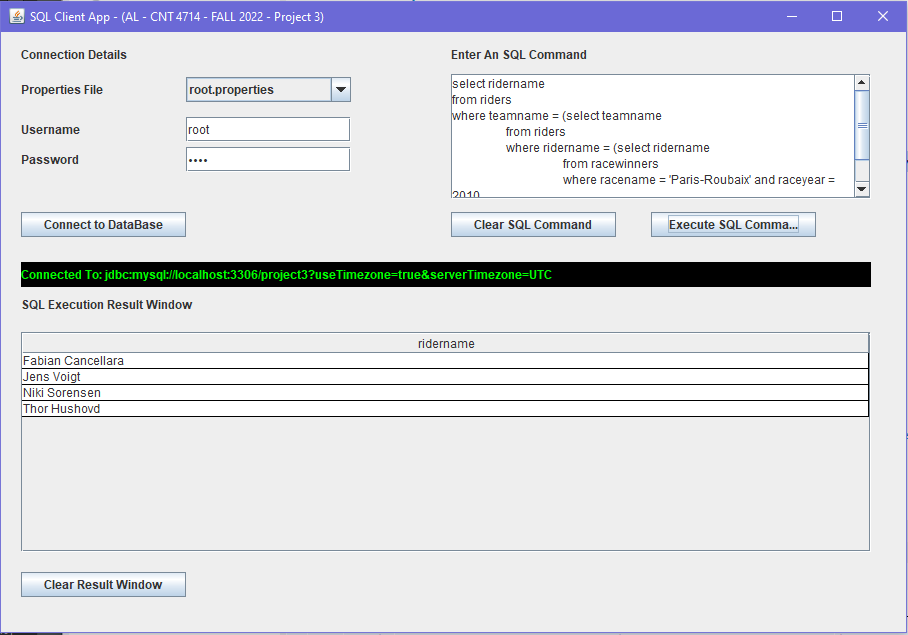 SQL Client App - (AL - CNT 4714 - FALL 2022 - Project 3)
Connection Details
Properties File
root.properties
Username
root
Password
••••
Connect to DataBase
Enter An SQL Command
select ridername
from riders
where teamname = (select teamname
from riders
where ridername = (select ridername
from racewinners
where racename = 'Paris-Roubaix' and raceyear =
2010
Clear SQL Command
Execute SQL Comma...
Connected To: jdbc:mysql://localhost:3306/project3?useTimezone=true&serverTimezone=UTC
SQL Execution Result Window
ridername
Fabian Cancellara
Jens Voigt
Niki Sorensen
Thor Hushovd
Clear Result Window